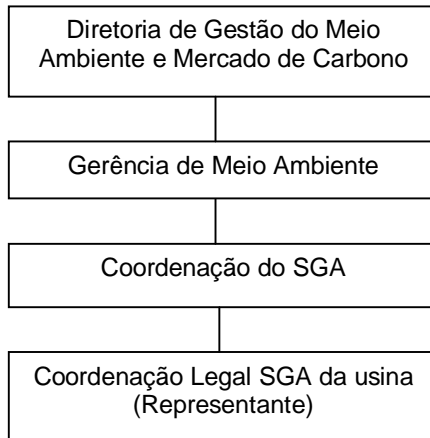 Diretoria de Gestão do Meio
Ambiente e Mercado de Carbono
Gerência de Meio Ambiente
Coordenação do SGA
Coordenação Legal SGA da usina
(Representante)